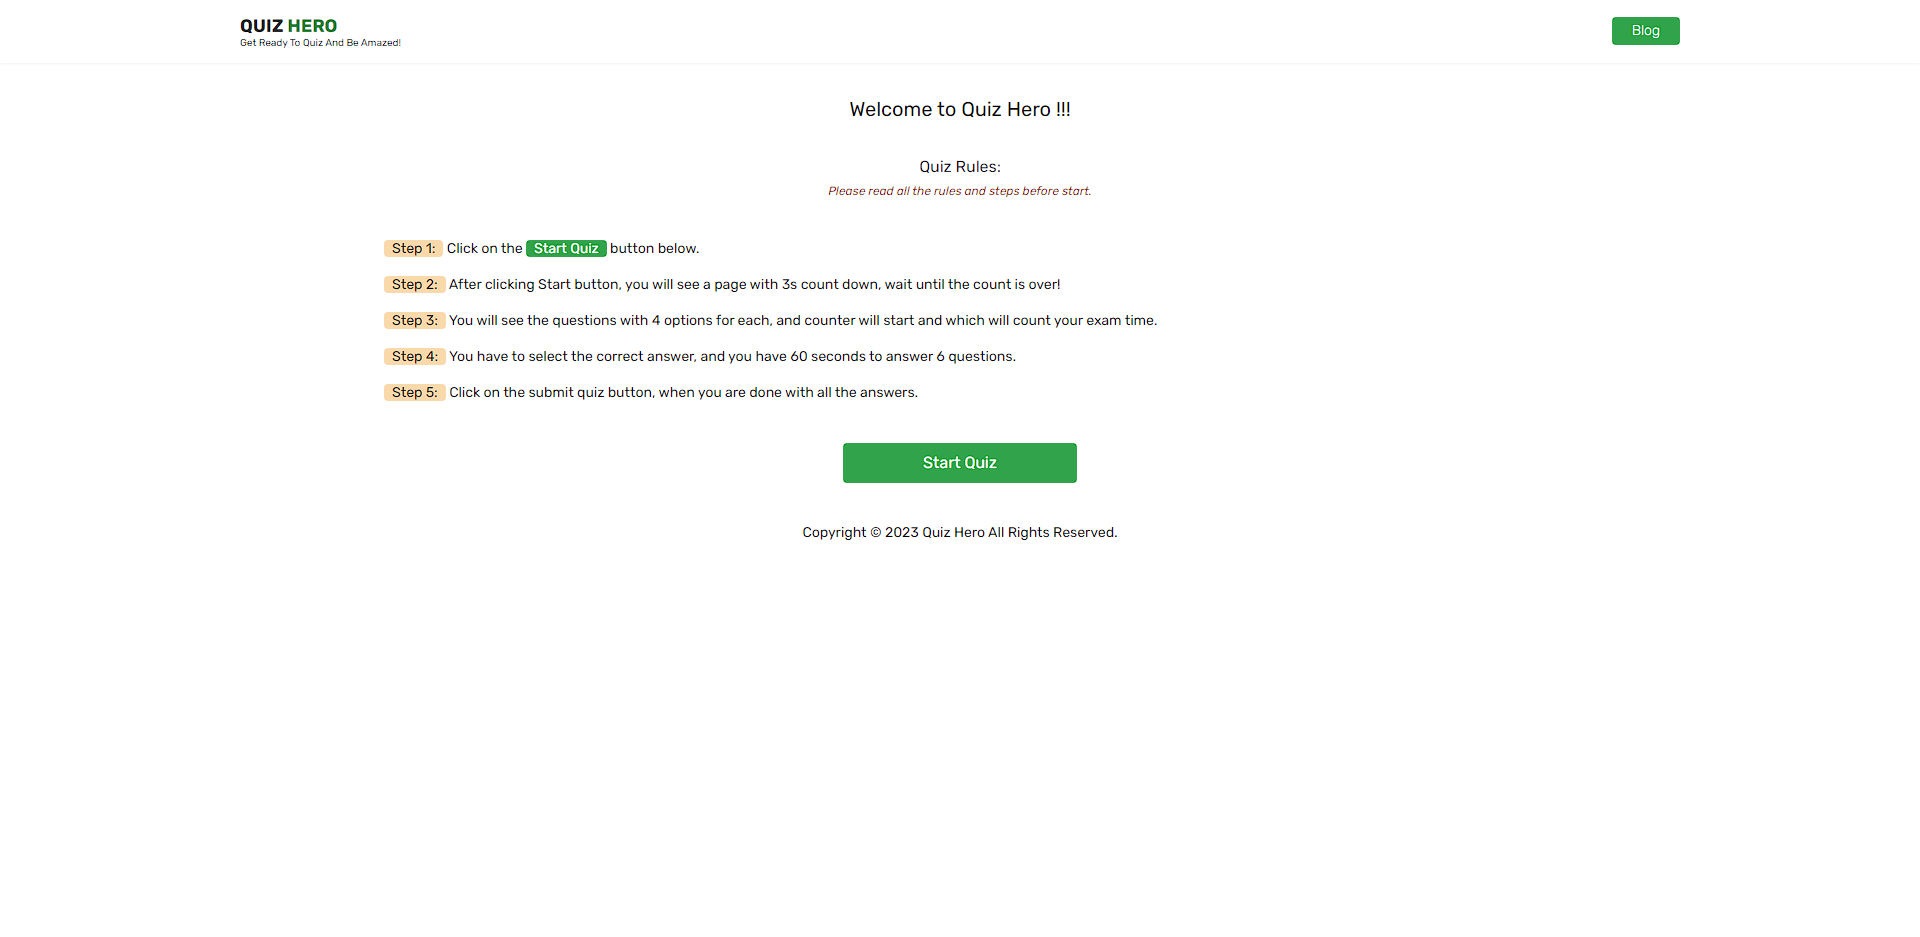 QUIZ HERO
Get Ready To Quiz And Be Amazed!
Blog
Welcome to Quiz Hero !!!
Quiz Rules:
Please read all the rules and steps before start.
Step 1: Click on the Start Quiz button below.
Step 2: After clicking Start button, you will see a page with 3s count down, wait until the count is over!
Step 3: You will see the questions with 4 options for each, and counter will start and which will count your exam time.
Step 4: You have to select the correct answer, and you have 60 seconds to answer 6 questions.
Step 5: Click on the submit quiz button, when you are done with all the answers.
Start Quiz
Copyright © 2023 Quiz Hero All Rights Reserved.